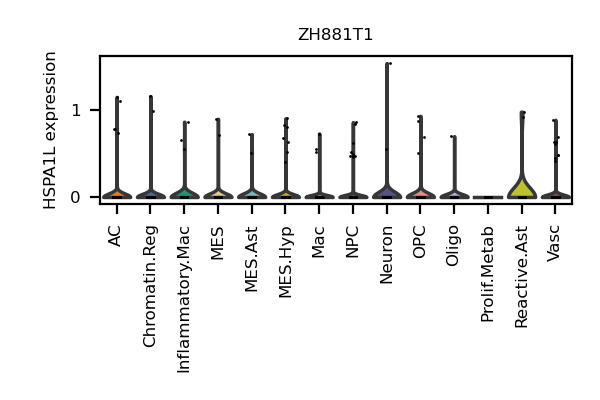 ZH881T1
HSPA1L expression
1
0
AC
Chromatin.Reg
Inflammatory.Mac
MES
MES.Ast
MES.Hyp
Mac
NPC
Neuron
OPC
Oligo
Prolif.Metab
Reactive.Ast
Vasc